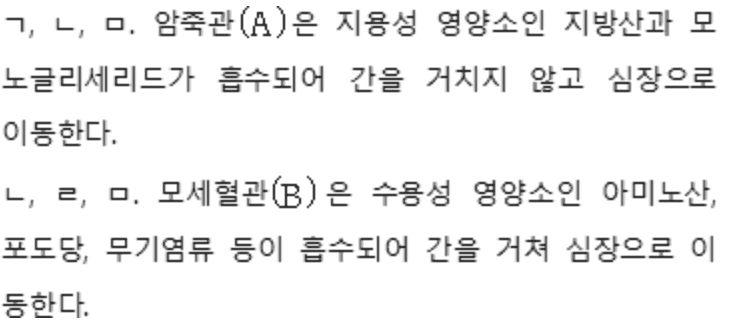 ㄱ, ㄴ, ㅁ. 암죽관(A)은 지용성 영양소인 지방산과 모
노글리세리드가 흡수되어 간을 거치지 않고 심장으로
이동한다.
ㄴ, ㄹ, ㅁ. 모세혈관(B)은 수용성 영양소인 아미노산,
포도당, 무기염류 등이 흡수되어 간을 거쳐 심장으로 이
동한다.